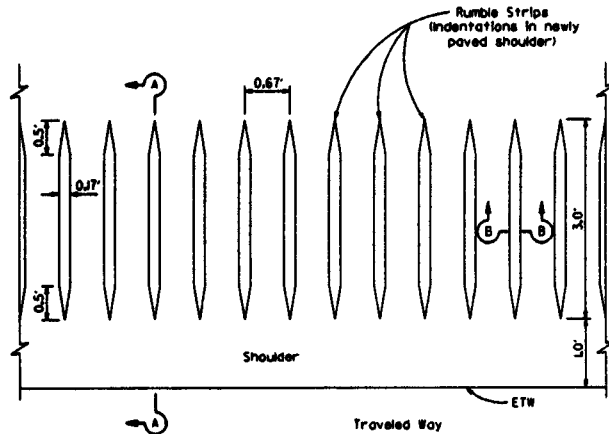 Rumble Strips
(Indentations in newly
paved shoulder)
A
0.67'
0.5'
0.17'
B
B
3.0'
0.5'
Shoulder
1.0'
ETW
A
Traveled Way